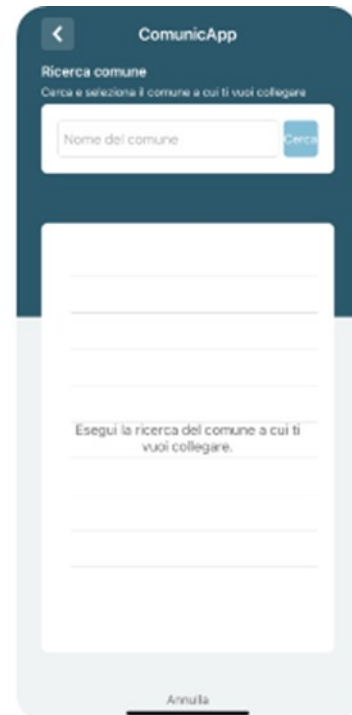 ComunicApp
Ricerca comune
Cerca e seleziona il comune a cui ti vuoi collegare
Nome del comune
Cerca
Esegui la ricerca del comune a cui ti
vuoi collegare.
Annulla